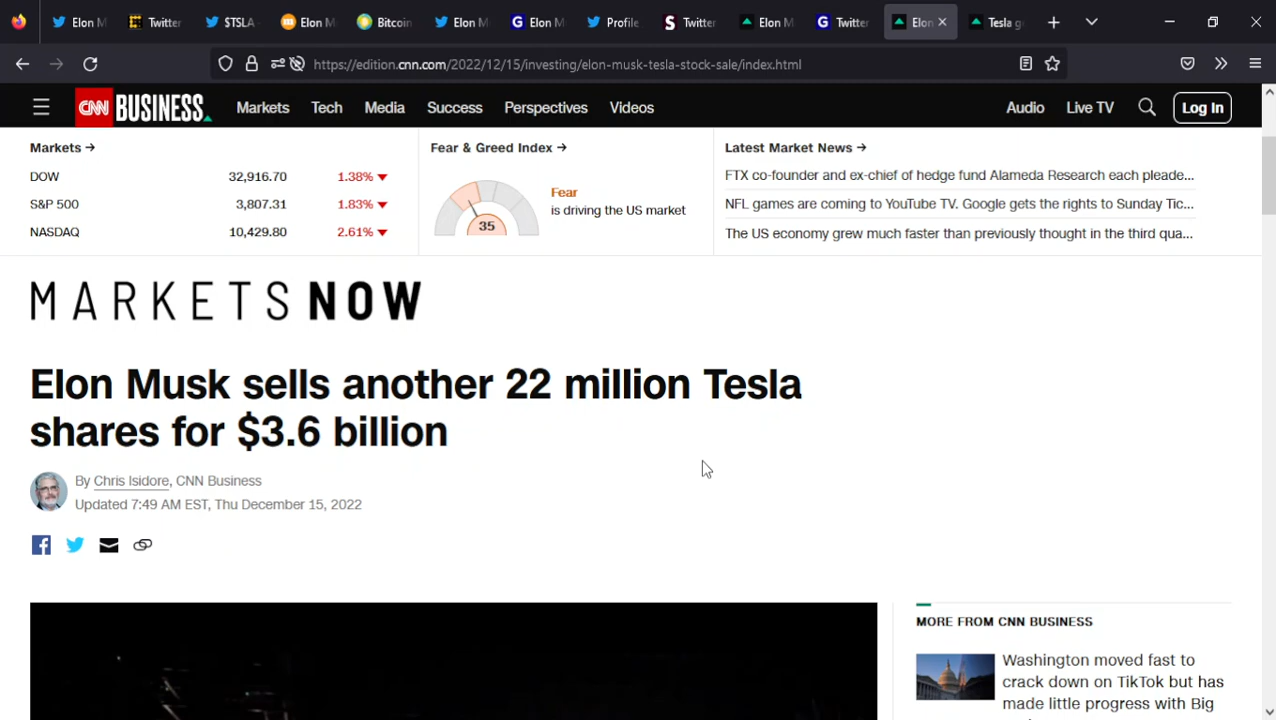 Elon M
Twitter
$TSLA
Elon M
Bitcoin
Elon M
G Elon M
Profile
S Twitter
Elon M
G Twitter
Elon
Tesla g
https://edition.cnn.com/2022/12/15/investing/elon-musk-tesla-stock-sale/index.html
CNN BUSINESS Markets Tech Media Success Perspectives Videos Audio Live TV Log In
Markets →
DOW 32,916.70 1.38% ▼
S&P 500 3,807.31 1.83% ▼
NASDAQ 10,429.80 2.61% ▼
Fear & Greed Index →
35
Fear
is driving the US market
Latest Market News →
FTX co-founder and ex-chief of hedge fund Alameda Research each pleade...
NFL games are coming to YouTube TV. Google gets the rights to Sunday Tic...
The US economy grew much faster than previously thought in the third qua...
MARKETS NOW
Elon Musk sells another 22 million Tesla
shares for $3.6 billion
By Chris Isidore, CNN Business
Updated 7:49 AM EST, Thu December 15, 2022
MORE FROM CNN BUSINESS
Washington moved fast to
crack down on TikTok but has
made little progress with Big